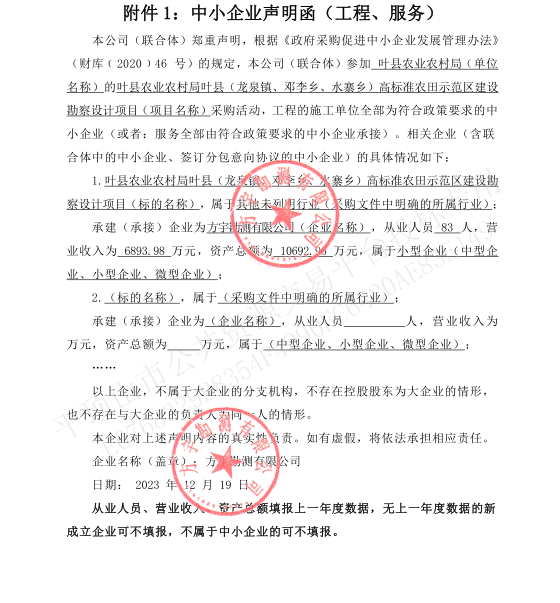 附件1：中小企业声明函（工程、服务）
本公司（联合体）郑重声明，根据《政府采购促进中小企业发展管理办法》
（财库﹝2020﹞46 号）的规定，本公司（联合体）参加 叶县农业农村局（单位
名称）的叶县农业农村局叶县（龙泉镇、邓李乡、水寨乡）高标准农田示范区建设
勘察设计项目（项目名称）采购活动，工程的施工单位全部为符合政策要求的中
小企业（或者：服务全部由符合政策要求的中小企业承接）。相关企业（含联
合体中的中小企业、签订分包意向协议的中小企业）的具体情况如下：
1.叶县农业农村局叶县（龙泉镇、邓李乡、水寨乡）高标准农田示范区建设勘
察设计项目（标的名称），属于其他未列明行业（采购文件中明确的所属行业）；
承建（承接）企业为方宇勘测有限公司（企业名称），从业人员 83 人，营
业收入为 6893.98 万元，资产总额为 10692.95 万元，属于小型企业（中型企
业、小型企业、微型企业）；
2.（标的名称），属于（采购文件中明确的所属行业）；
承建（承接）企业为（企业名称），从业人员 人，营业收入为
万元，资产总额为 万元，属于（中型企业、小型企业、微型企业）；
……
以上企业，不属于大企业的分支机构，不存在控股股东为大企业的情形，
也不存在与大企业的负责人为同一人的情形。
本企业对上述声明内容的真实性负责。如有虚假，将依法承担相应责任。
企业名称（盖章）：方宇勘测有限公司
日期： 2023 年 12 月 19 日
从业人员、营业收入、资产总额填报上一年度数据，无上一年度数据的新
成立企业可不填报，不属于中小企业的可不填报。
方宇勘测有限公司
方宇勘测有限公司